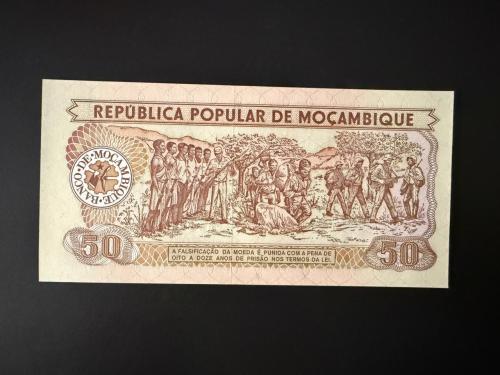 REPÚBLICA POPULAR DE MOÇAMBIQUE
BANCO·DE·MOÇAMBIQUE
50
50
A FALSIFICAÇÃO DA MOEDA É PUNIDA COM A PENA DE
OITO A DOZE ANOS DE PRISÃO NOS TERMOS DA LEI.